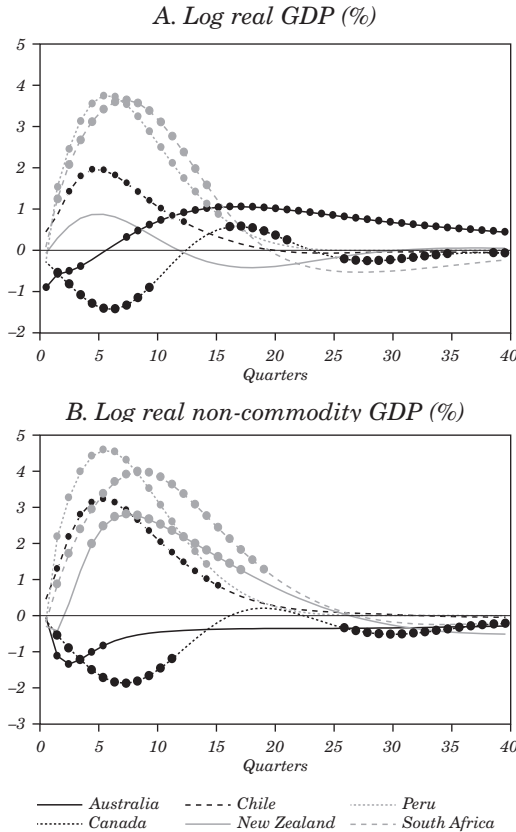 A. Log real GDP (%)
5
4
3
2
1
0
−1
−2
0 5 10 15 20 25 30 35 40
Quarters
B. Log real non-commodity GDP (%)
5
4
3
2
1
0
−1
−2
−3
0 5 10 15 20 25 30 35 40
Quarters
Australia Chile Peru
Canada New Zealand South Africa